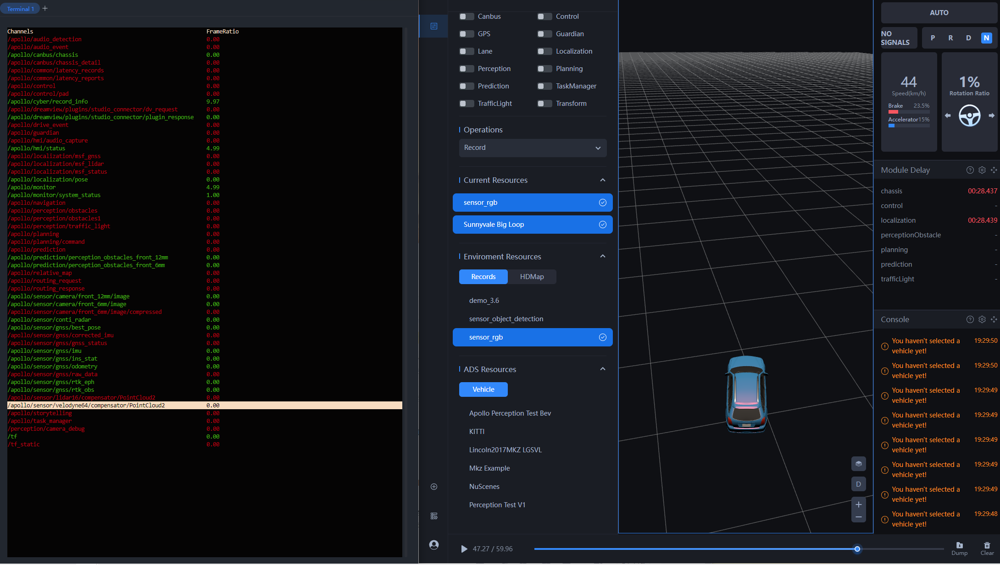 Terminal 1
Channels FrameRatio
/apollo/audio_detection 0.00
/apollo/audio_event 0.00
/apollo/canbus/chassis 0.00
/apollo/canbus/chassis_detail 0.00
/apollo/common/latency_records 0.00
/apollo/common/latency_reports 0.00
/apollo/control 0.00
/apollo/control/pad 0.00
/apollo/cyber/record_info 9.97
/apollo/dreamview/plugins/studio_connector/dv_request 0.00
/apollo/dreamview/plugins/studio_connector/plugin_response 0.00
/apollo/drive_event 0.00
/apollo/guardian 0.00
/apollo/hmi/audio_capture 0.00
/apollo/hmi/status 4.99
/apollo/localization/msf_gnss 0.00
/apollo/localization/msf_lidar 0.00
/apollo/localization/msf_status 0.00
/apollo/localization/pose 0.00
/apollo/monitor 4.99
/apollo/monitor/system_status 1.00
/apollo/navigation 0.00
/apollo/perception/obstacles 0.00
/apollo/perception/obstacles1 0.00
/apollo/perception/traffic_light 0.00
/apollo/planning 0.00
/apollo/planning/command 0.00
/apollo/prediction 0.00
/apollo/prediction/perception_obstacles_front_12mm 0.00
/apollo/prediction/perception_obstacles_front_6mm 0.00
/apollo/relative_map 0.00
/apollo/routing_request 0.00
/apollo/routing_response 0.00
/apollo/sensor/camera/front_12mm/image 0.00
/apollo/sensor/camera/front_6mm/image 0.00
/apollo/sensor/camera/front_6mm/image/compressed 0.00
/apollo/sensor/conti_radar 0.00
/apollo/sensor/gnss/best_pose 0.00
/apollo/sensor/gnss/corrected_imu 0.00
/apollo/sensor/gnss/gnss_status 0.00
/apollo/sensor/gnss/imu 0.00
/apollo/sensor/gnss/ins_stat 0.00
/apollo/sensor/gnss/odometry 0.00
/apollo/sensor/gnss/raw_data 0.00
/apollo/sensor/gnss/rtk_eph 0.00
/apollo/sensor/gnss/rtk_obs 0.00
/apollo/sensor/lidar16/compensator/PointCloud2 0.00
/apollo/sensor/velodyne64/compensator/PointCloud2 0.00
/apollo/storytelling 0.00
/apollo/task_manager 0.00
/perception/camera_debug 0.00
/tf 0.00
/tf_static 0.00
Canbus Control
GPS Guardian
Lane Localization
Perception Planning
Prediction TaskManager
TrafficLight Transform
Operations
Record
Current Resources
sensor_rgb
Sunnyvale Big Loop
Enviroment Resources
Records HDMap
demo_3.6
sensor_object_detection
sensor_rgb
ADS Resources
Vehicle
Apollo Perception Test Bev
KITTI
Lincoln2017MKZ LGSVL
Mkz Example
NuScenes
Perception Test V1
47.27 / 59.96
D
AUTO
NO SIGNALS
P R D N
44
Speed(km/h)
Brake 23.5%
Accelerator 15%
1%
Rotation Ratio
Module Delay
chassis 00:28.437
control -
localization 00:28.439
perceptionObstacle -
planning -
prediction -
trafficLight -
Console
You haven't selected a 19:29:50
vehicle yet!
You haven't selected a 19:29:50
vehicle yet!
You haven't selected a 19:29:49
vehicle yet!
You haven't selected a 19:29:49
vehicle yet!
You haven't selected a 19:29:49
vehicle yet!
You haven't selected a 19:29:49
vehicle yet!
You haven't selected a 19:29:49
vehicle yet!
You haven't selected a 19:29:48
vehicle yet!
Dump Clear